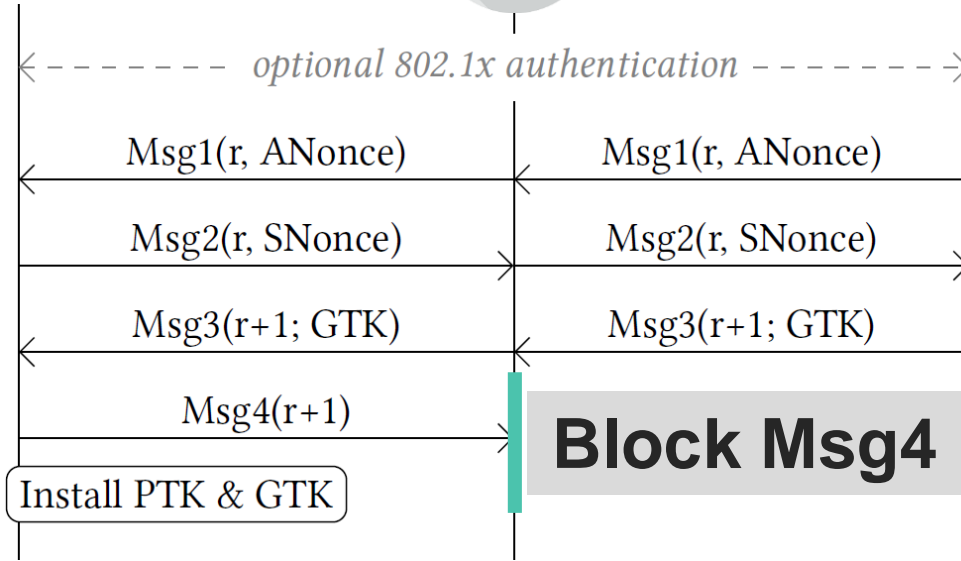 optional 802.1x authentication
Msg1(r, ANonce) Msg1(r, ANonce)
Msg2(r, SNonce) Msg2(r, SNonce)
Msg3(r+1; GTK) Msg3(r+1; GTK)
Msg4(r+1)
Block Msg4
Install PTK & GTK